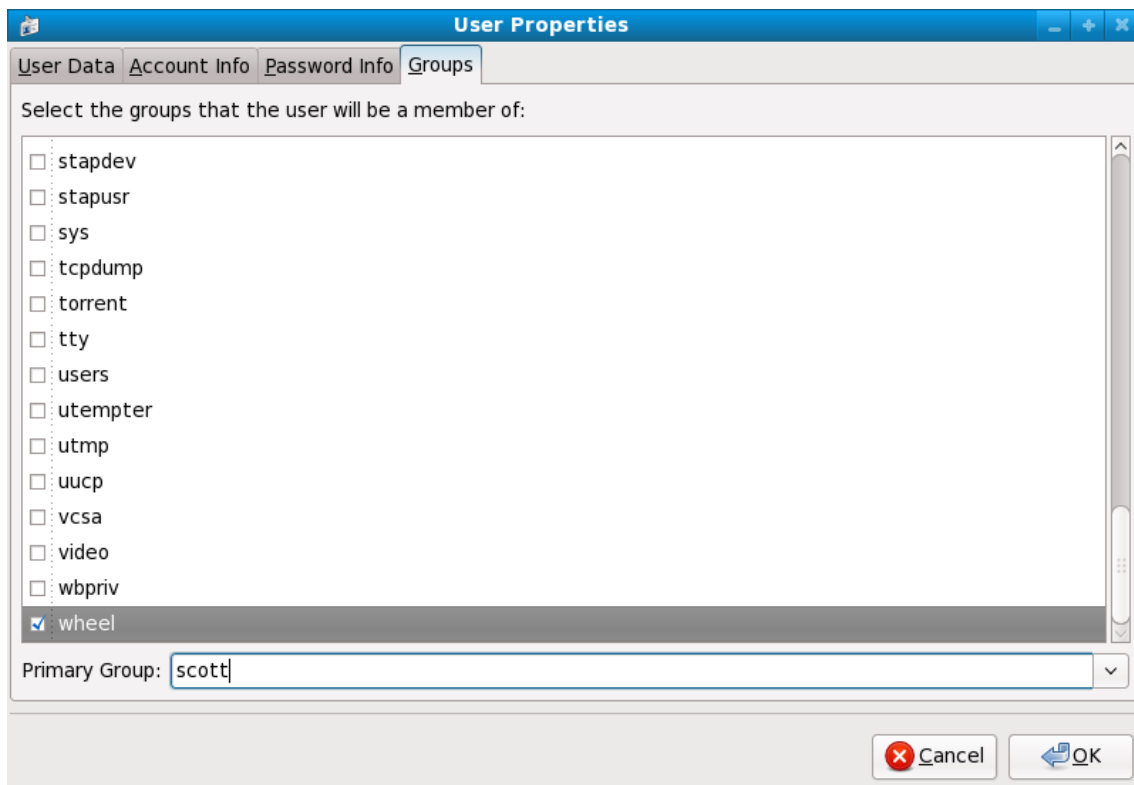 User Properties
User Data Account Info Password Info Groups
Select the groups that the user will be a member of:
stapdev
stapusr
sys
tcpdump
torrent
tty
users
utempter
utmp
uucp
vcsa
video
wbpriv
wheel
Primary Group: scott
Cancel OK